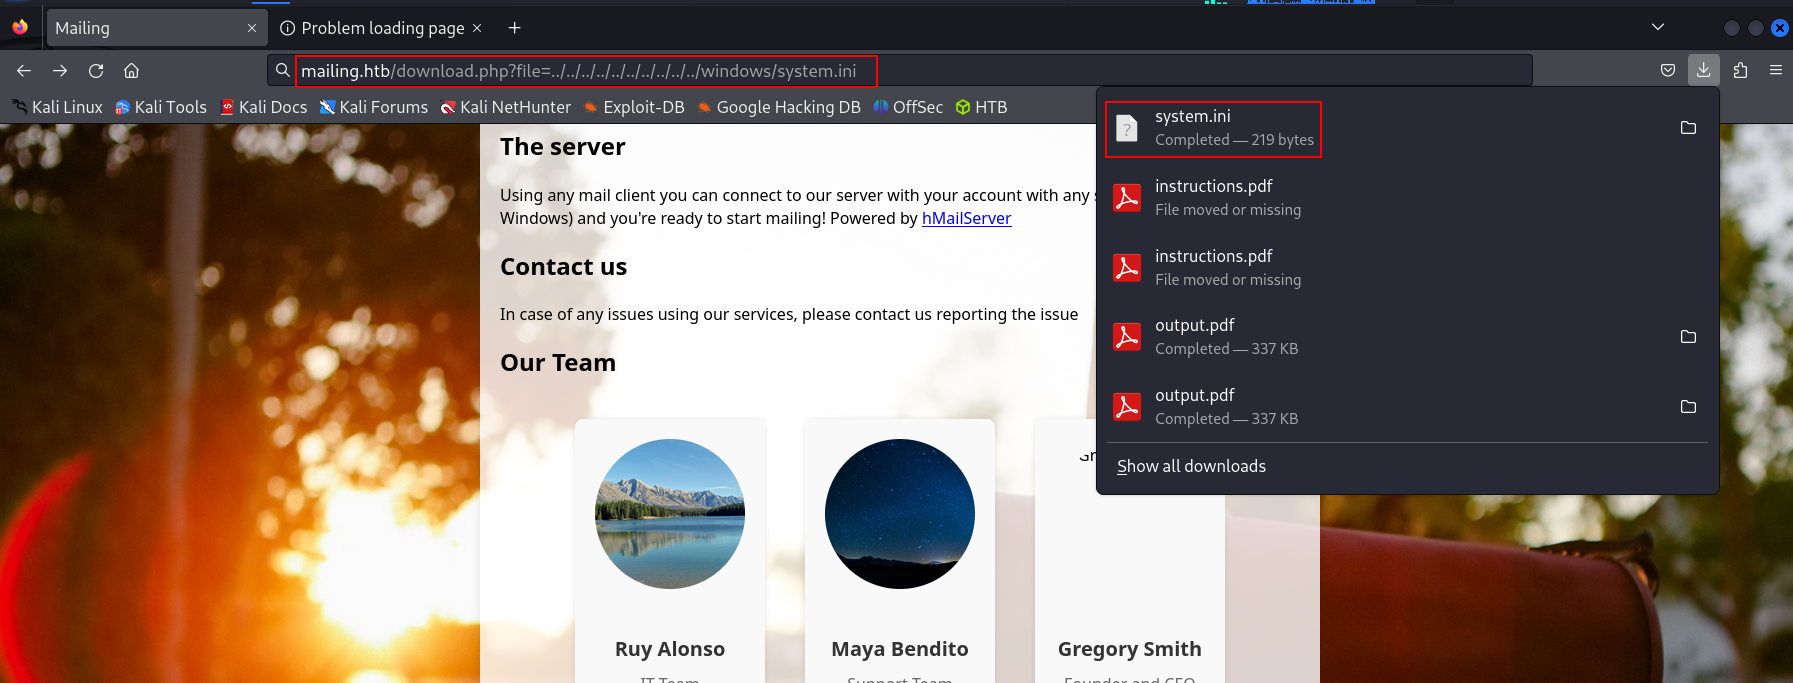 Mailing
Problem loading page
mailing.htb/download.php?file=../../../../../../../../../../windows/system.ini
Kali Linux Kali Tools Kali Docs Kali Forums Kali NetHunter Exploit-DB Google Hacking DB OffSec HTB
The server
Using any mail client you can connect to our server with your account with any
Windows) and you're ready to start mailing! Powered by hMailServer
Contact us
In case of any issues using our services, please contact us reporting the issue
Our Team
Ruy Alonso
IT Team
Maya Bendito
Support Team
Gr
Gregory Smith
Founder and CEO
system.ini
Completed — 219 bytes
instructions.pdf
File moved or missing
instructions.pdf
File moved or missing
output.pdf
Completed — 337 KB
output.pdf
Completed — 337 KB
Show all downloads